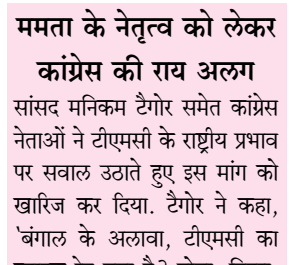 ममता के नेतृत्व को लेकर
कांग्रेस की राय अलग
सांसद मनिकम टैगोर समेत कांग्रेस
नेताओं ने टीएमसी के राष्ट्रीय प्रभाव
पर सवाल उठाते हुए इस मांग को
खारिज कर दिया. टैगोर ने कहा,
'बंगाल के अलावा, टीएमसी का